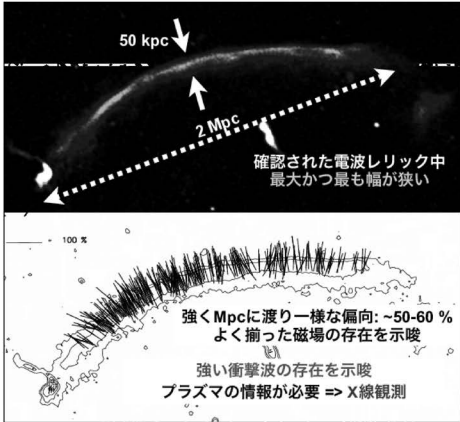 50 kpc
2 Mpc
確認された電波レリック中
最大かつ最も幅が狭い
100 %
強くMpcに渡り一様な偏向: ~50-60 %
よく揃った磁場の存在を示唆
強い衝撃波の存在を示唆
プラズマの情報が必要 => X線観測